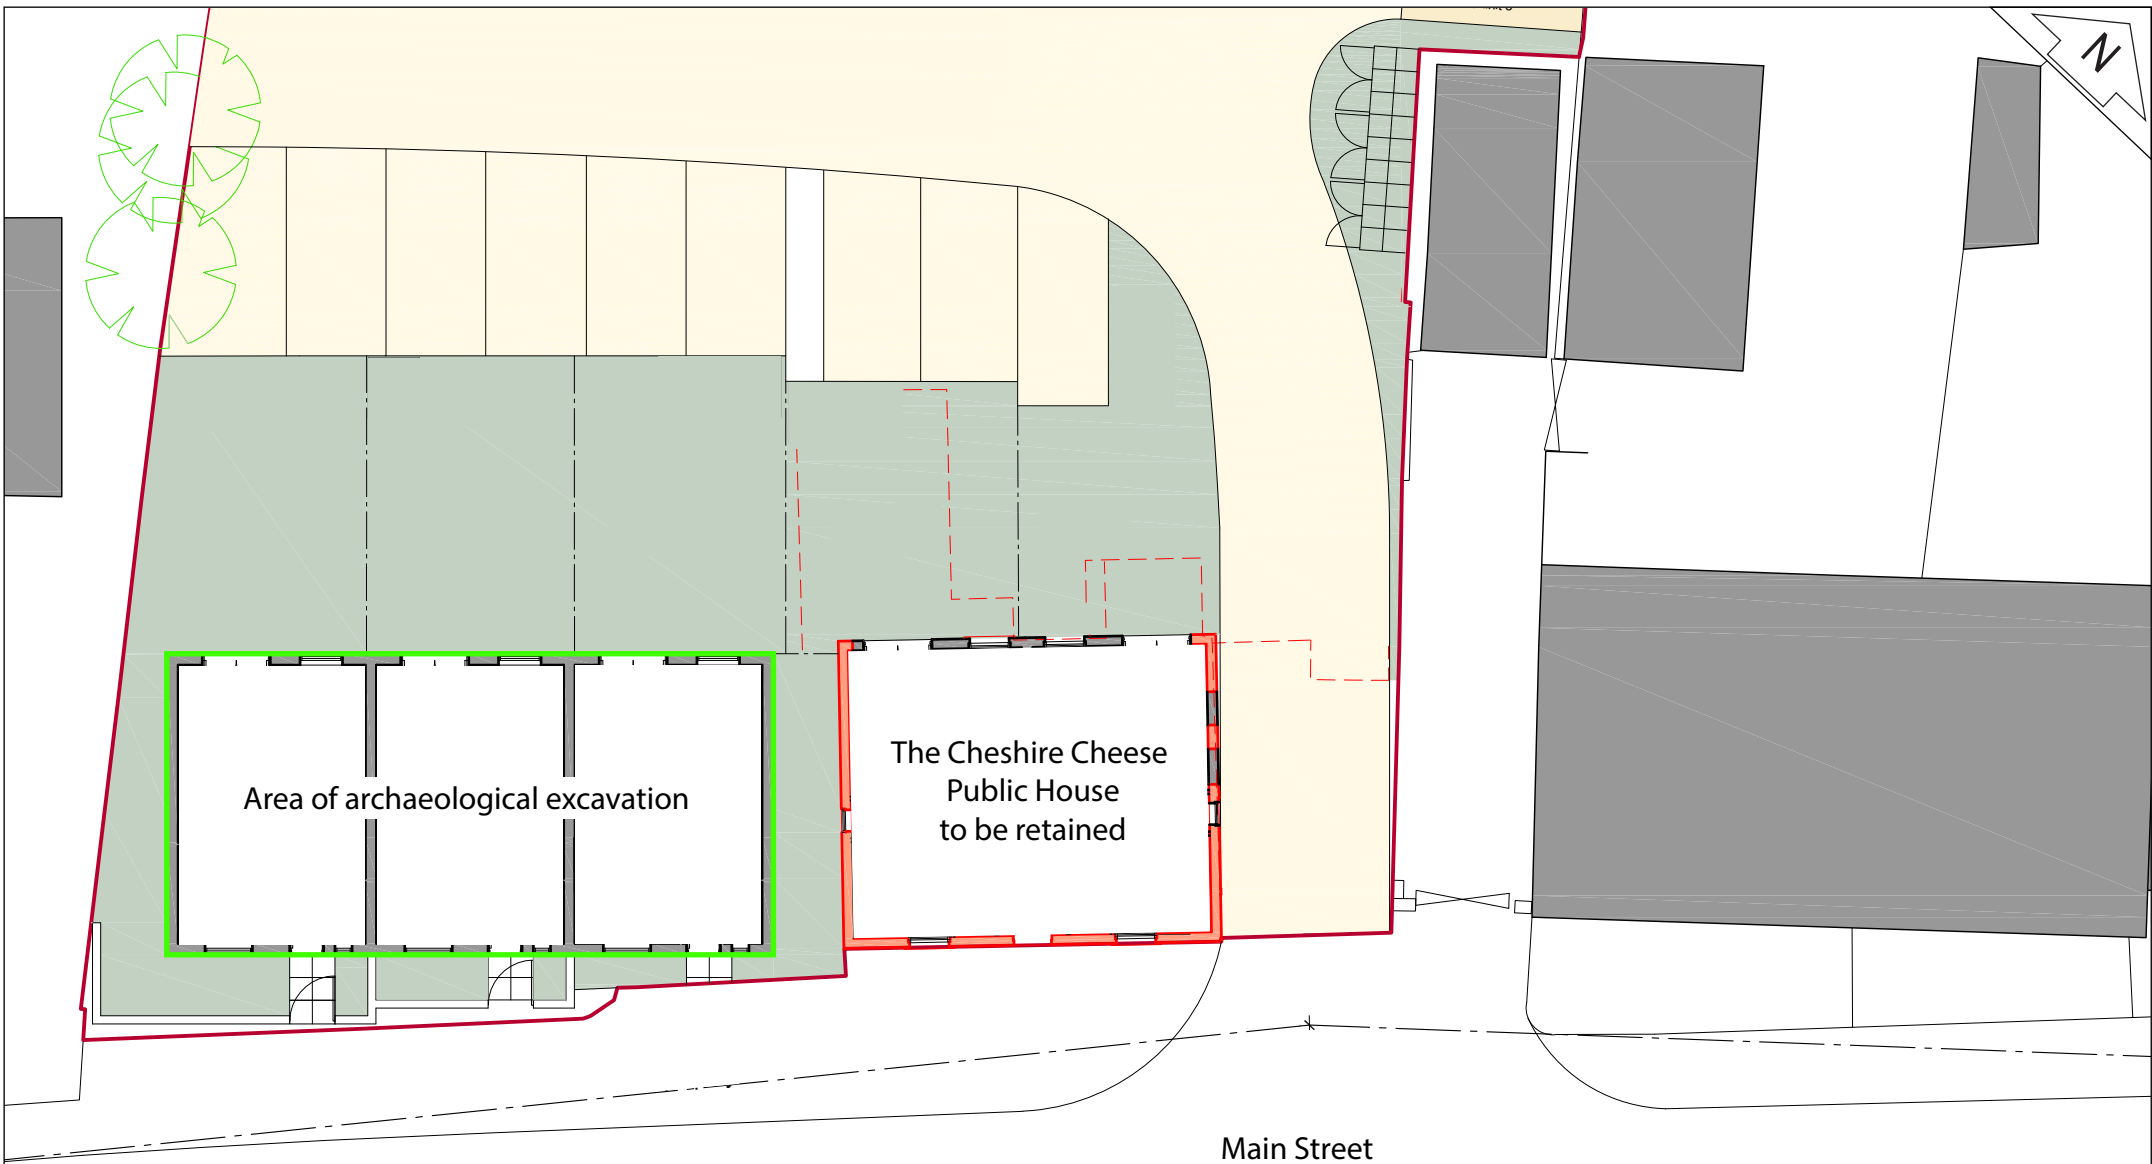 N
Area of archaeological excavation
The Cheshire Cheese
Public House
to be retained
Main Street